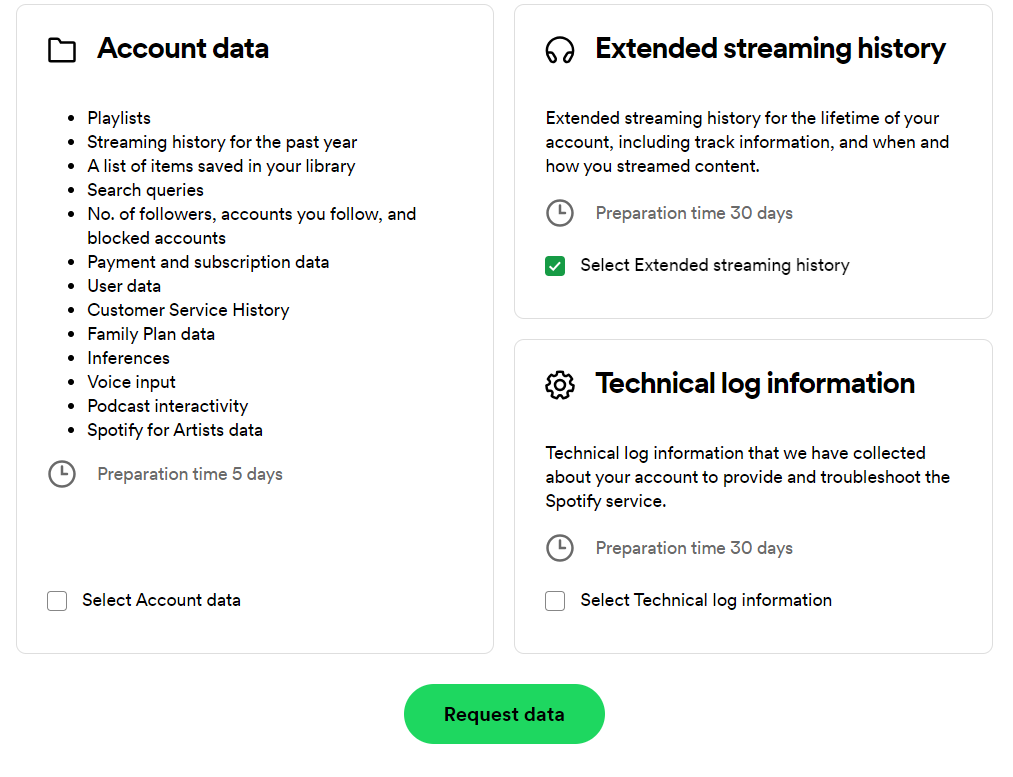 Account data
Playlists
Streaming history for the past year
A list of items saved in your library
Search queries
No. of followers, accounts you follow, and
blocked accounts
Payment and subscription data
User data
Customer Service History
Family Plan data
Inferences
Voice input
Podcast interactivity
Spotify for Artists data
Preparation time 5 days
Select Account data
Extended streaming history
Extended streaming history for the lifetime of your
account, including track information, and when and
how you streamed content.
Preparation time 30 days
Select Extended streaming history
Technical log information
Technical log information that we have collected
about your account to provide and troubleshoot the
Spotify service.
Preparation time 30 days
Select Technical log information
Request data